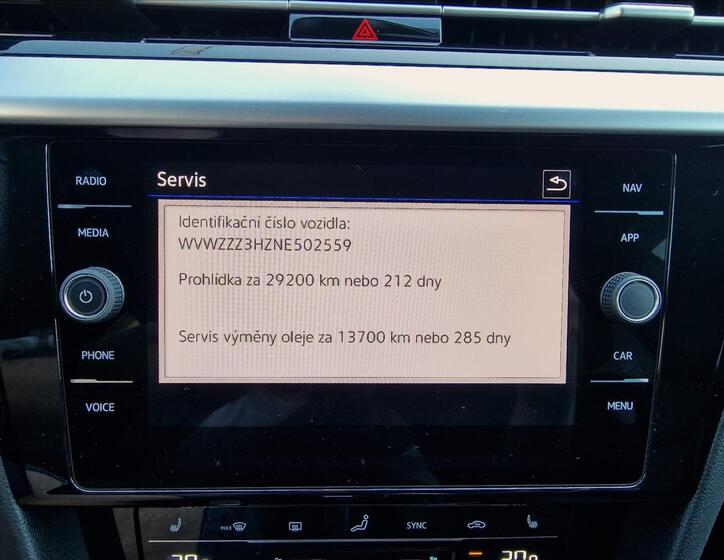 Servis
RADIO
NAV
Identifikační číslo vozidla:
WVWZZZ3HZNE502559
MEDIA
APP
Prohlídka za 29200 km nebo 212 dny
Servis výměny oleje za 13700 km nebo 285 dny
PHONE
CAR
VOICE
MENU
MAX
SYNC